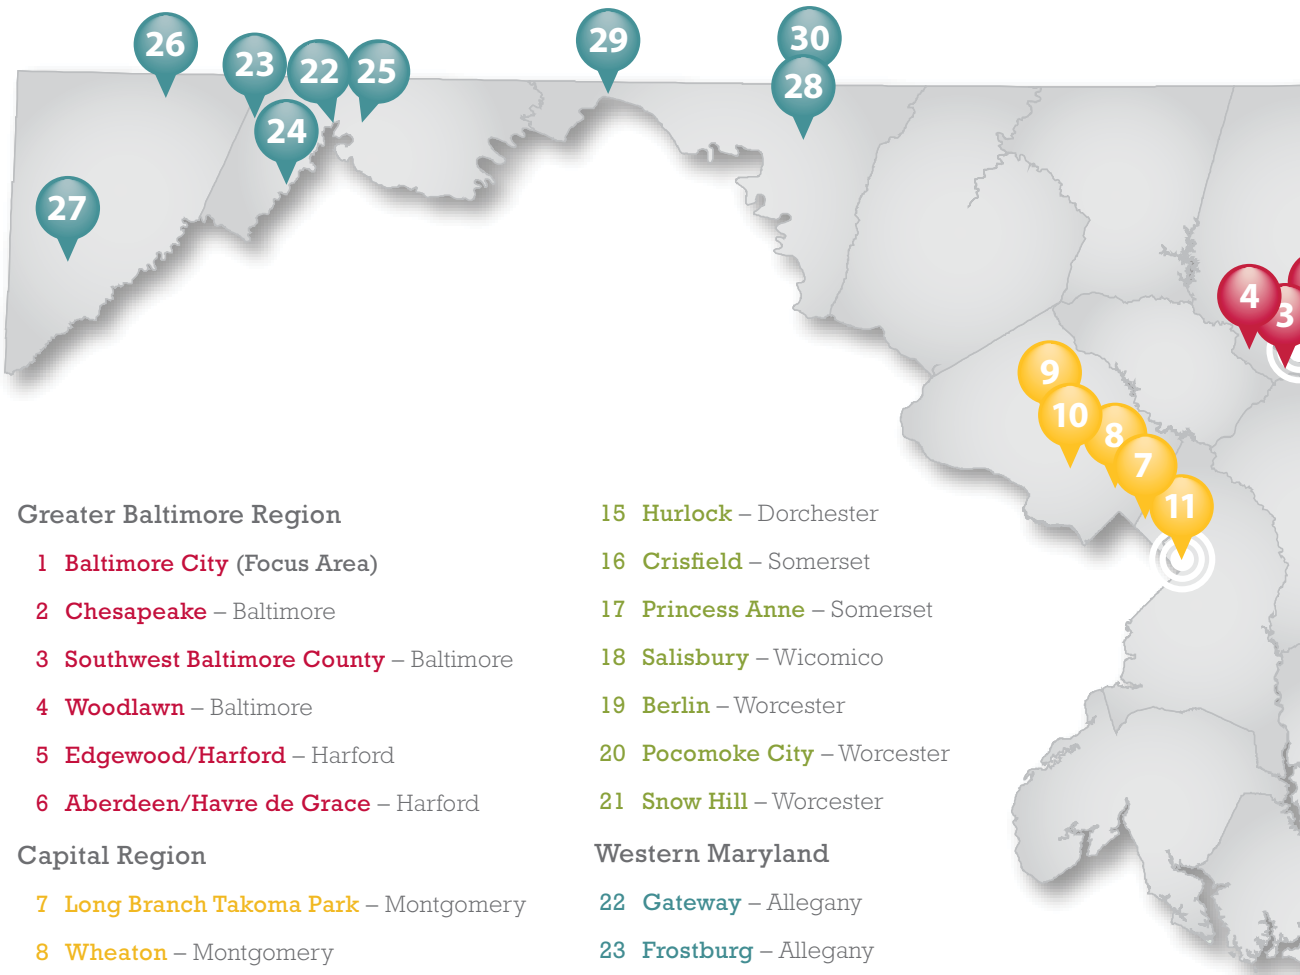 26
23
22
25
24
27
29
30
28
4
3
9
10
8
7
11
Greater Baltimore Region
1 Baltimore City (Focus Area)
2 Chesapeake – Baltimore
3 Southwest Baltimore County – Baltimore
4 Woodlawn – Baltimore
5 Edgewood/Harford – Harford
6 Aberdeen/Havre de Grace – Harford
Capital Region
7 Long Branch Takoma Park – Montgomery
8 Wheaton – Montgomery
15 Hurlock – Dorchester
16 Crisfield – Somerset
17 Princess Anne – Somerset
18 Salisbury – Wicomico
19 Berlin – Worcester
20 Pocomoke City – Worcester
21 Snow Hill – Worcester
Western Maryland
22 Gateway – Allegany
23 Frostburg – Allegany